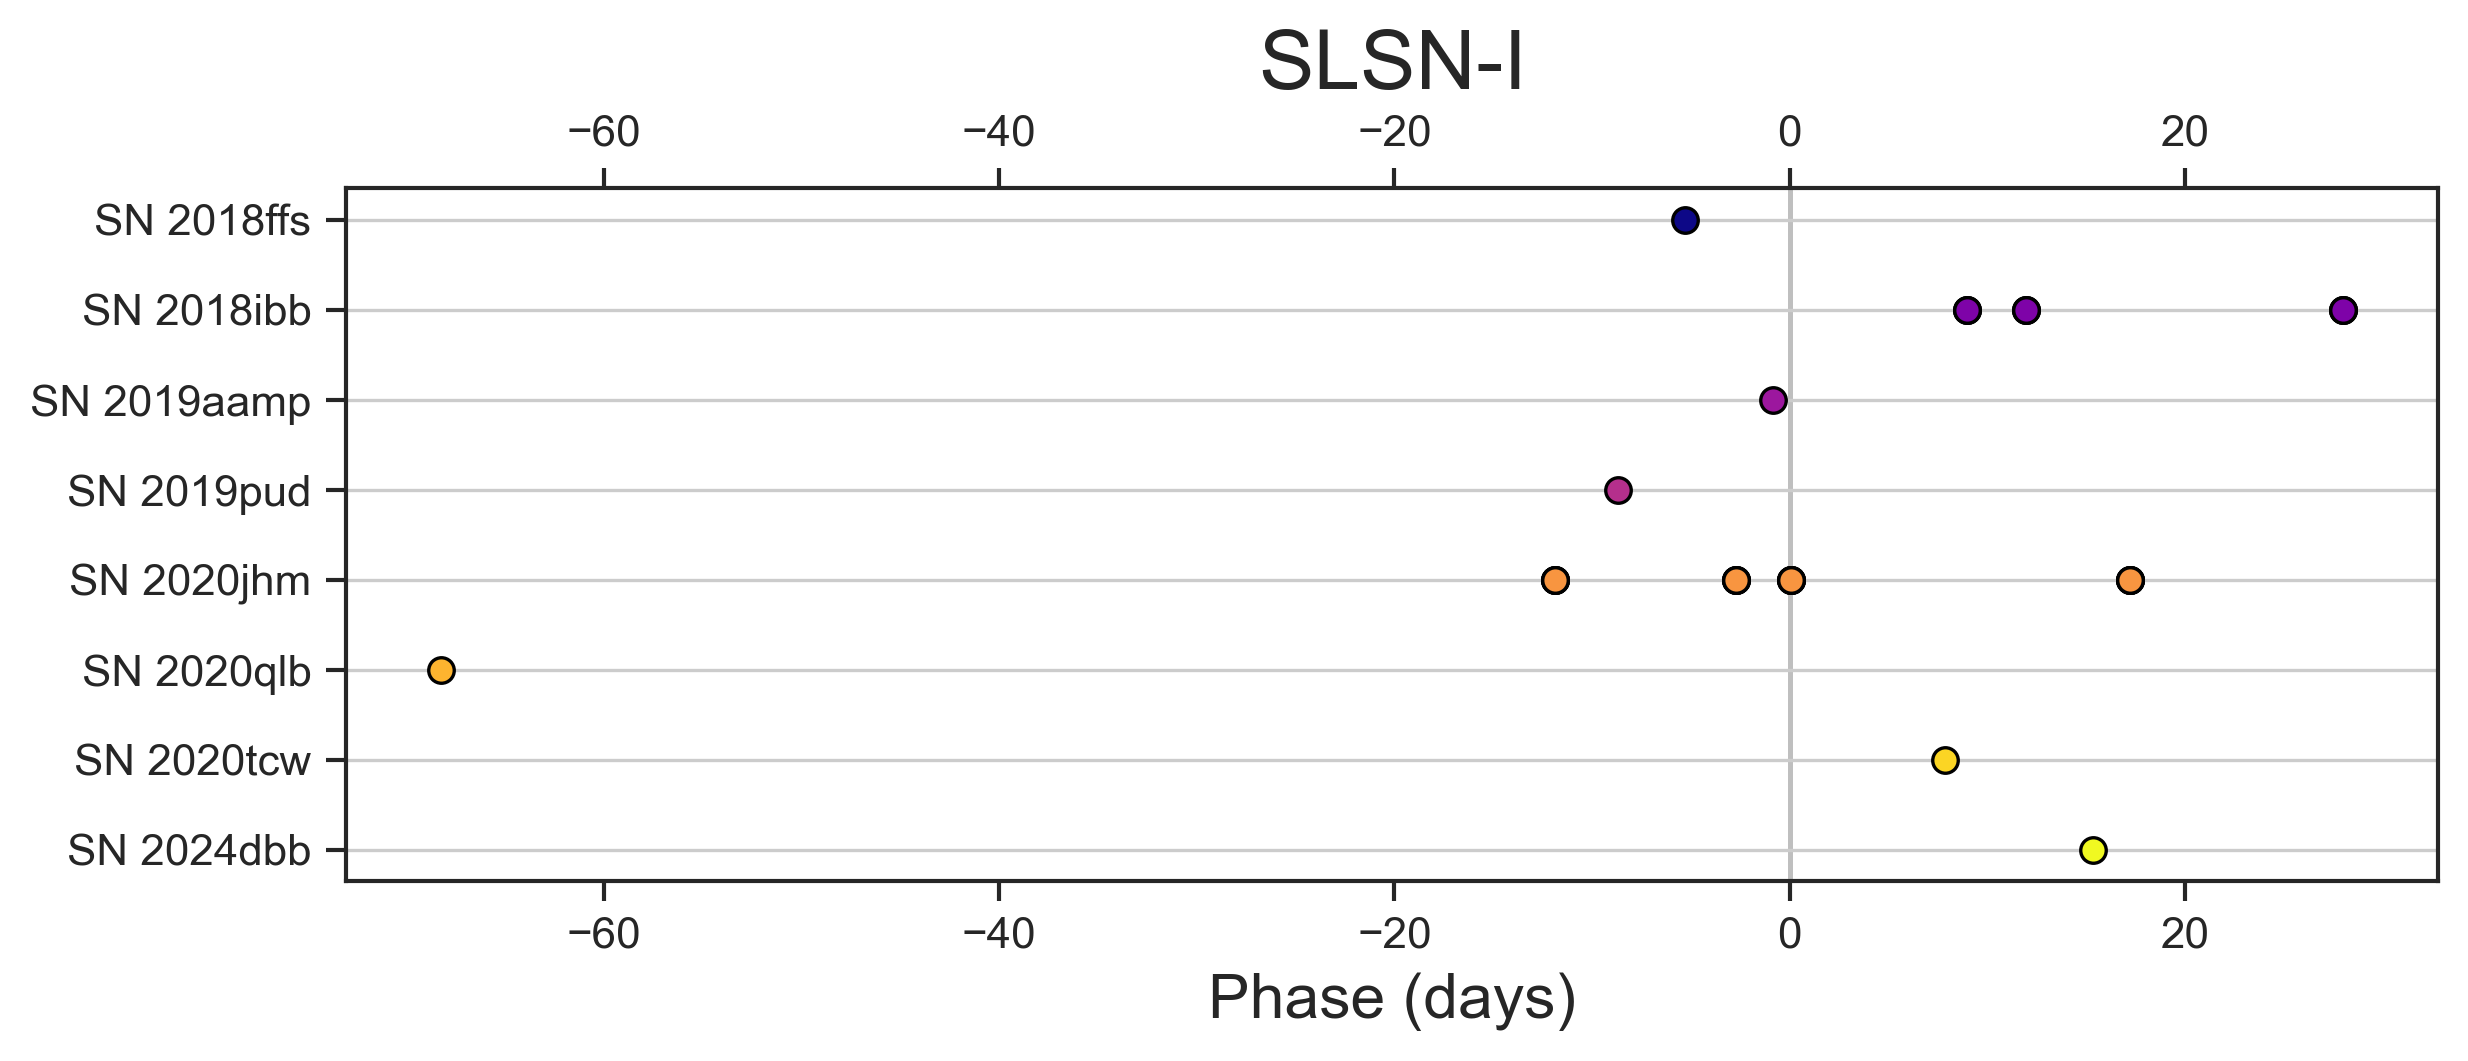 SLSN-I
−60 −40 −20 0 20
SN 2018ffs
SN 2018ibb
SN 2019aamp
SN 2019pud
SN 2020jhm
SN 2020qlb
SN 2020tcw
SN 2024dbb
−60 −40 −20 0 20
Phase (days)